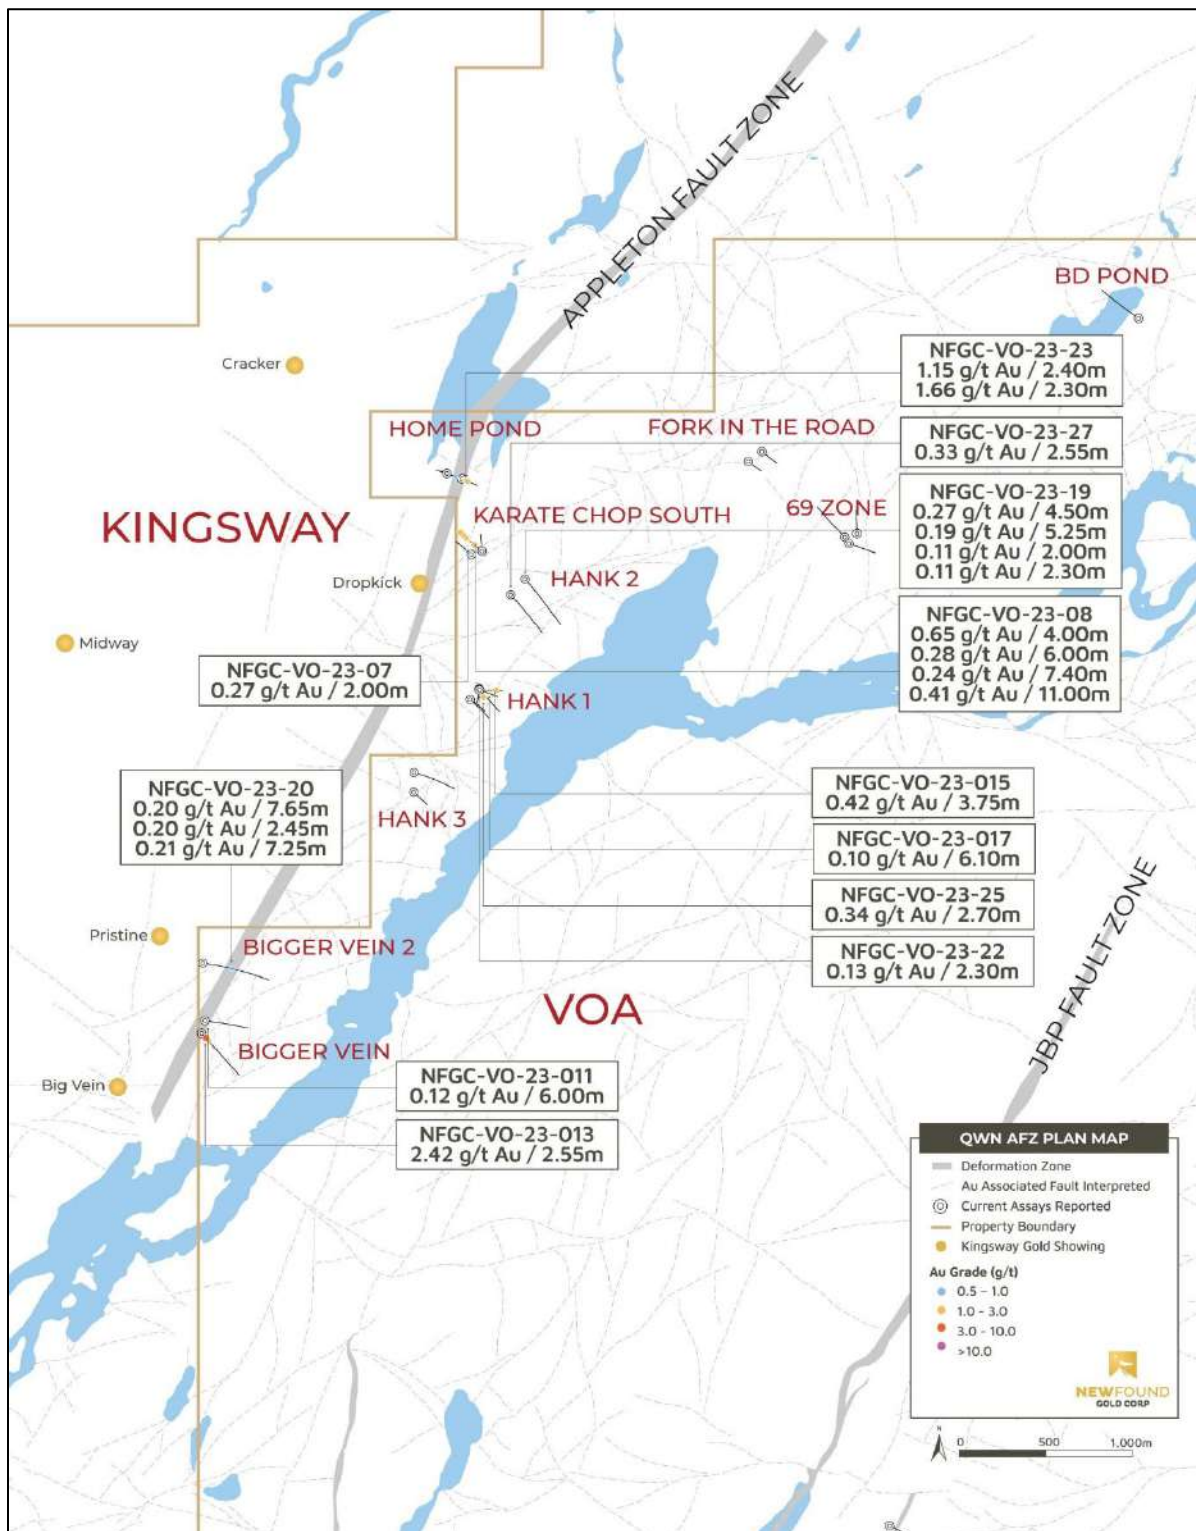 APPLETON FAULT ZONE
BD POND
Cracker
NFGC-VO-23-23
1.15 g/t Au / 2.40m
1.66 g/t Au / 2.30m
HOME POND
FORK IN THE ROAD
NFGC-VO-23-27
0.33 g/t Au / 2.55m
KINGSWAY
KARATE CHOP SOUTH
69 ZONE
NFGC-VO-23-19
0.27 g/t Au / 4.50m
0.19 g/t Au / 5.25m
0.11 g/t Au / 2.00m
0.11 g/t Au / 2.30m
Dropkick
HANK 2
Midway
NFGC-VO-23-08
0.65 g/t Au / 4.00m
0.28 g/t Au / 6.00m
0.24 g/t Au / 7.40m
0.41 g/t Au / 11.00m
NFGC-VO-23-07
0.27 g/t Au / 2.00m
HANK 1
NFGC-VO-23-20
0.20 g/t Au / 7.65m
0.20 g/t Au / 2.45m
0.21 g/t Au / 7.25m
HANK 3
NFGC-VO-23-015
0.42 g/t Au / 3.75m
NFGC-VO-23-017
0.10 g/t Au / 6.10m
NFGC-VO-23-25
0.34 g/t Au / 2.70m
NFGC-VO-23-22
0.13 g/t Au / 2.30m
Pristine
BIGGER VEIN 2
VOA
JBP FAULT ZONE
BIGGER VEIN
Big Vein
NFGC-VO-23-011
0.12 g/t Au / 6.00m
NFGC-VO-23-013
2.42 g/t Au / 2.55m
QWN AFZ PLAN MAP
Deformation Zone
Au Associated Fault Interpreted
Current Assays Reported
Property Boundary
Kingsway Gold Showing
Au Grade (g/t)
0.5 - 1.0
1.0 - 3.0
3.0 - 10.0
>10.0
NEWFOUND
GOLD CORP
N
0 500 1,000m